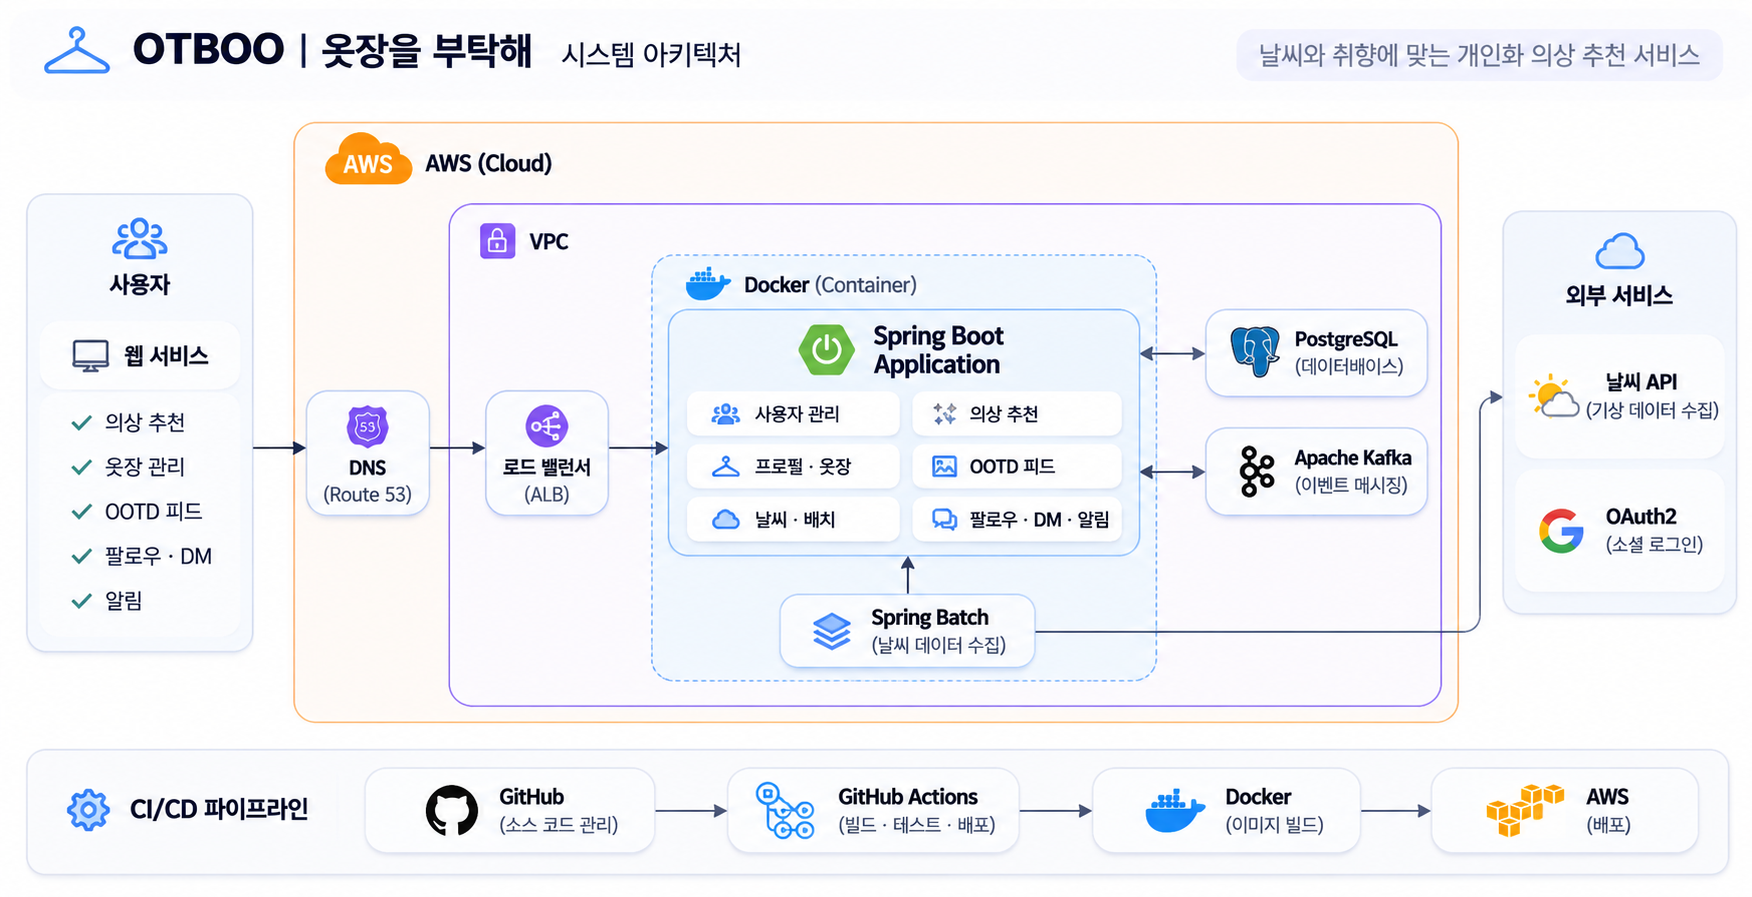 OTBOO | 옷장을 부탁해 시스템 아키텍처
날씨와 취향에 맞는 개인화 의상 추천 서비스
사용자
웹 서비스
의상 추천
옷장 관리
OOTD 피드
팔로우 · DM
알림
AWS
AWS (Cloud)
53
DNS
(Route 53)
VPC
로드 밸런서
(ALB)
Docker (Container)
Spring Boot
Application
사용자 관리
의상 추천
프로필 · 옷장
OOTD 피드
날씨 · 배치
팔로우 · DM · 알림
Spring Batch
(날씨 데이터 수집)
PostgreSQL
(데이터베이스)
Apache Kafka
(이벤트 메시징)
외부 서비스
날씨 API
(기상 데이터 수집)
OAuth2
(소셜 로그인)
CI/CD 파이프라인
GitHub
(소스 코드 관리)
GitHub Actions
(빌드 · 테스트 · 배포)
Docker
(이미지 빌드)
AWS
(배포)